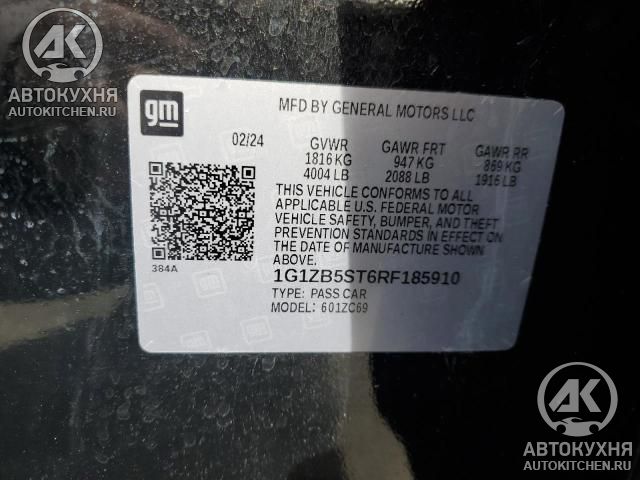 AK
АВТОКУХНЯ
AUTOKITCHEN.RU
gm
MFD BY GENERAL MOTORS LLC
02/24 GVWR GAWR FRT GAWR RR
1816 KG 947 KG 869 KG
4004 LB 2088 LB 1916 LB
THIS VEHICLE CONFORMS TO ALL
APPLICABLE U.S. FEDERAL MOTOR
VEHICLE SAFETY, BUMPER, AND THEFT
PREVENTION STANDARDS IN EFFECT ON
THE DATE OF MANUFACTURE SHOWN
ABOVE.
384A
1G1ZB5ST6RF185910
TYPE: PASS CAR
MODEL: 601ZC69
AK
АВТОКУХНЯ
AUTOKITCHEN.RU